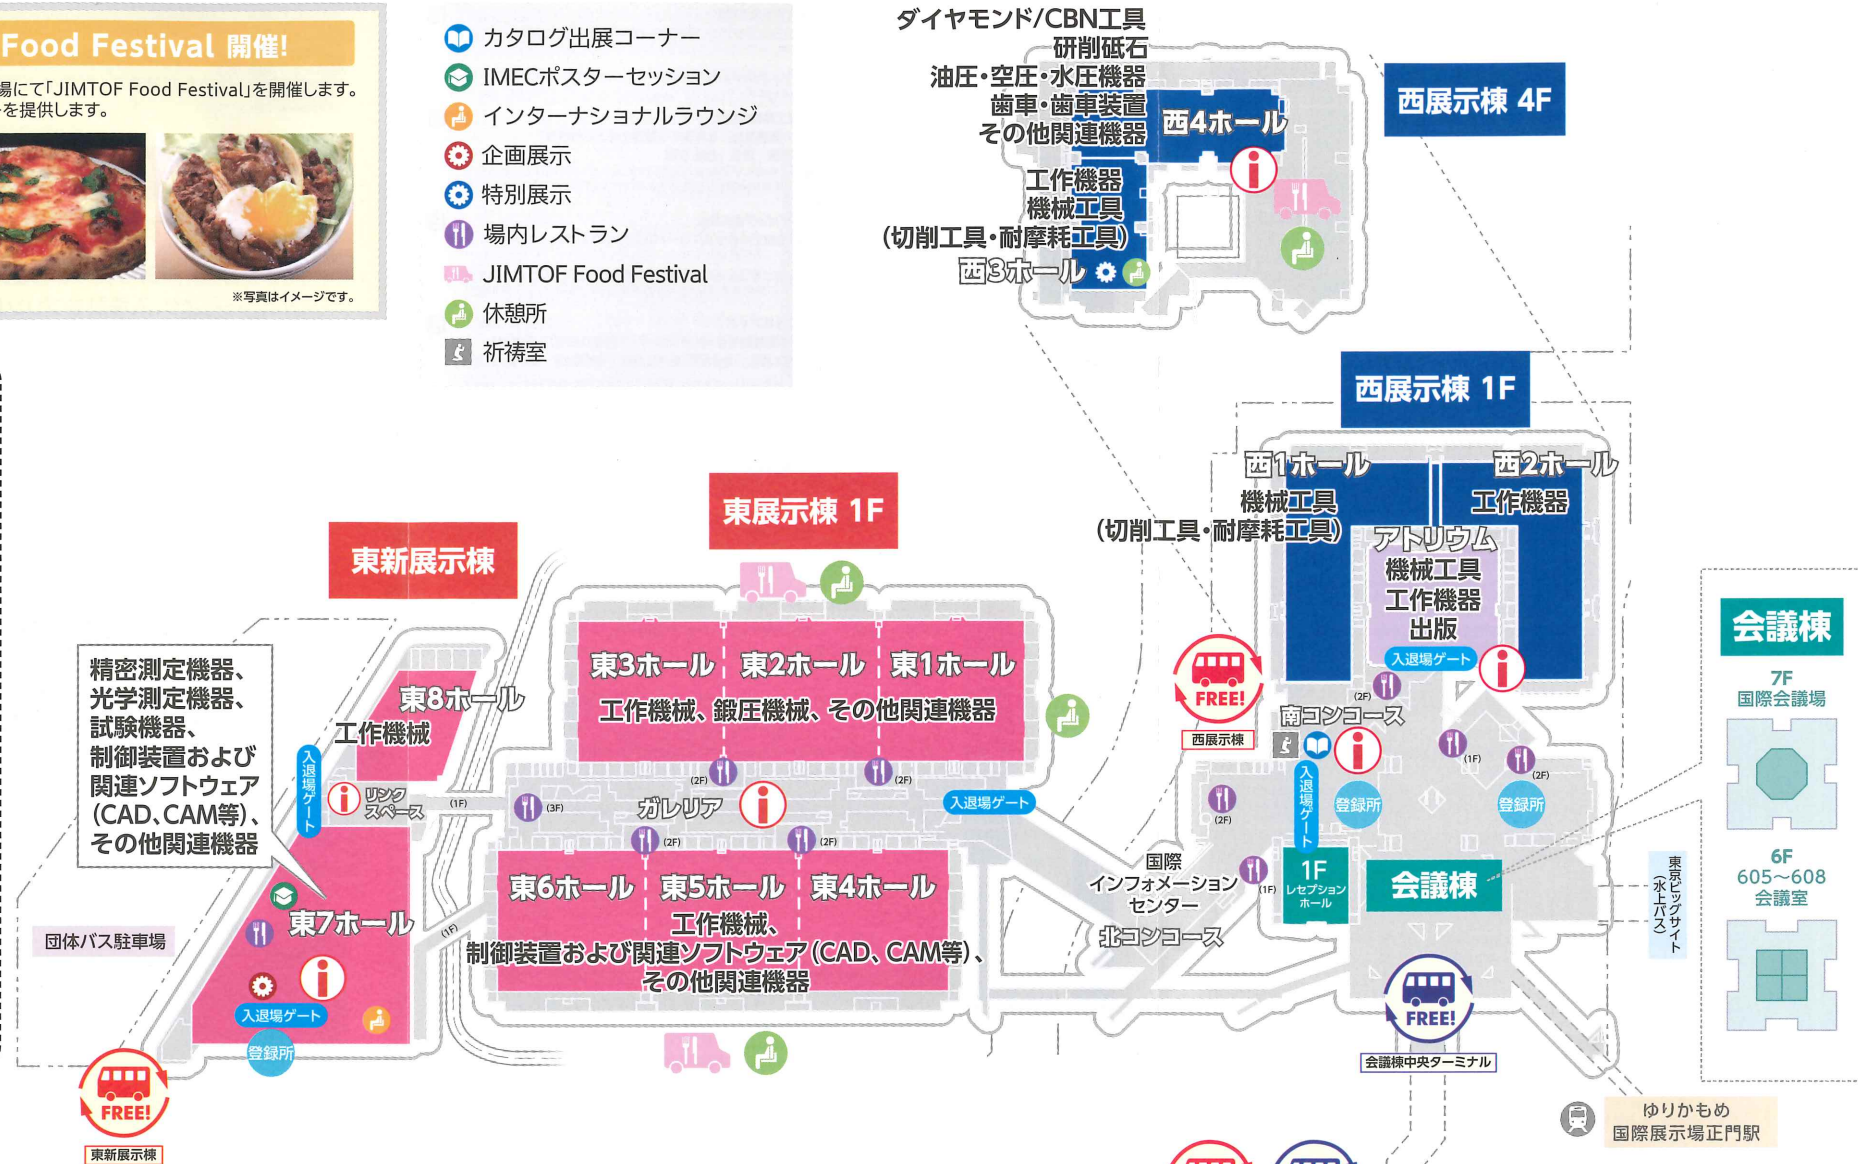 Food Festival 開催!
場にて「JIMTOF Food Festival」を開催します。
を提供します。
※写真はイメージです。
カタログ出展コーナー
IMECポスターセッション
インターナショナルラウンジ
企画展示
特別展示
場内レストラン
JIMTOF Food Festival
休憩所
祈祷室
ダイヤモンド/CBN工具
研削砥石
油圧・空圧・水圧機器
歯車・歯車装置
その他関連機器
西4ホール
工作機器
機械工具
(切削工具・耐摩耗工具)
西3ホール
西展示棟 4F
西展示棟 1F
西1ホール
機械工具
(切削工具・耐摩耗工具)
西2ホール
工作機器
アトリウム
機械工具
工作機器
出版
入退場ゲート
(2F)
FREE!
西展示棟
南コンコース
入退場ゲート
登録所
(1F)
(2F)
登録所
(2F)
(1F)
国際
インフォメーション
センター
北コンコース
1F
レセプション
ホール
会議棟
FREE!
会議棟中央ターミナル
東京ビッグサイト
(水上バス)
会議棟
7F
国際会議場
6F
605〜608
会議室
ゆりかもめ
国際展示場正門駅
東展示棟 1F
東3ホール
東2ホール
東1ホール
工作機械、鍛圧機械、その他関連機器
(2F)
(2F)
(3F)
ガレリア
入退場ゲート
(2F)
(2F)
東6ホール
東5ホール
東4ホール
工作機械、
制御装置および関連ソフトウェア(CAD、CAM等)、
その他関連機器
東新展示棟
東8ホール
工作機械
入退場ゲート
リンク
スペース
(1F)
(1F)
精密測定機器、
光学測定機器、
試験機器、
制御装置および
関連ソフトウェア
(CAD、CAM等)、
その他関連機器
東7ホール
入退場ゲート
登録所
団体バス駐車場
FREE!
東新展示棟